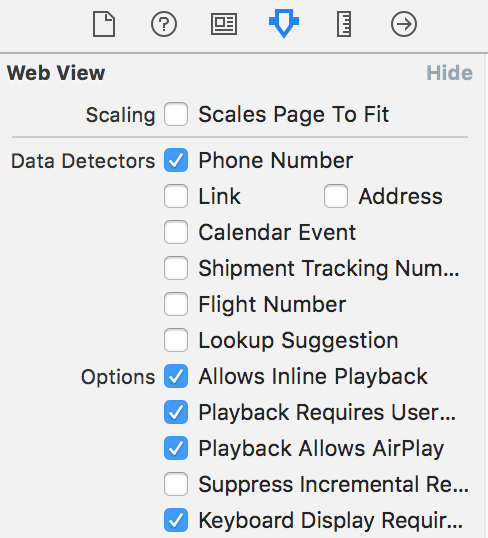 Web View Hide
Scaling Scales Page To Fit
Data Detectors Phone Number
Link Address
Calendar Event
Shipment Tracking Num...
Flight Number
Lookup Suggestion
Options Allows Inline Playback
Playback Requires User...
Playback Allows AirPlay
Suppress Incremental Re...
Keyboard Display Requir...